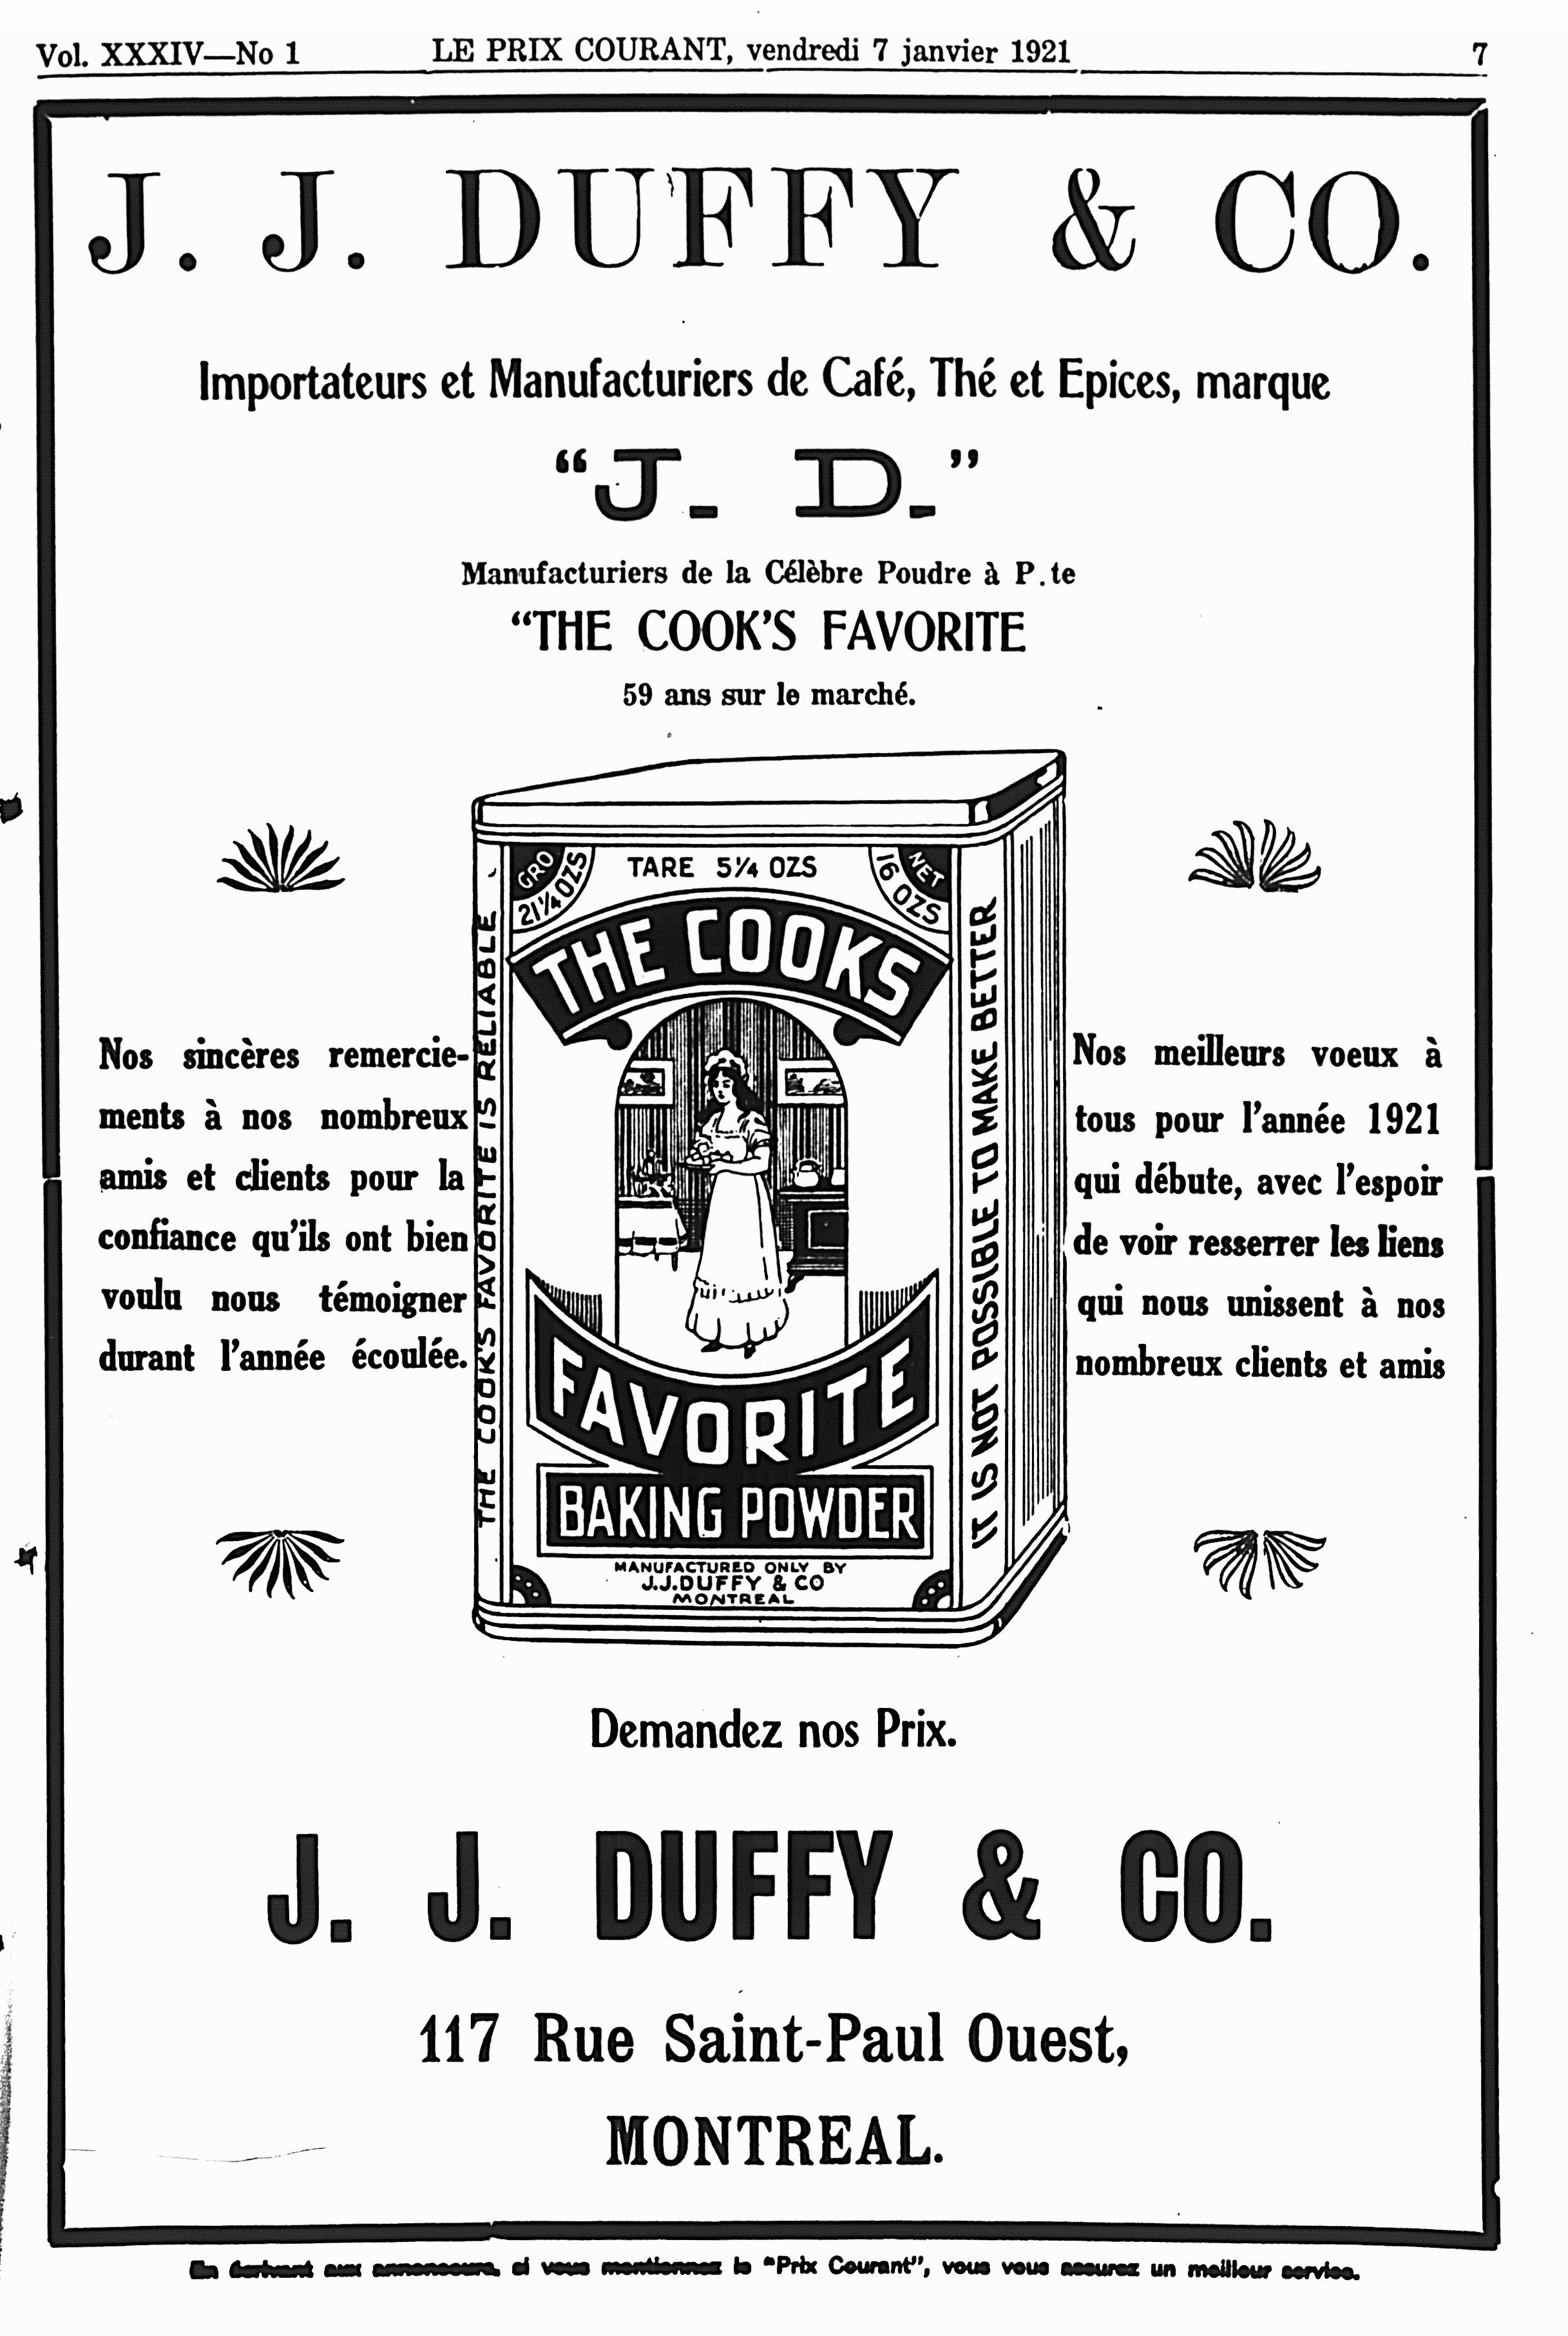 Vol. XXXIV—No 1 LE PRIX COURANT, vendredi 7 janvier 1921 7
J. J. DUFFY & CO.
Importateurs et Manufacturiers de Café, Thé et Epices, marque
“J. D.”
Manufacturiers de la Célèbre Poudre à P.te
“THE COOK'S FAVORITE
59 ans sur le marché.
Nos sincères remercie-
ments à nos nombreux
amis et clients pour la
confiance qu'ils ont bien
voulu nous témoigner
durant l'année écoulée.
THE COOK'S FAVORITE IS RELIABLE
GRO
21¼ OZS
TARE 5¼ OZS
NET
16 OZS
THE COOKS
FAVORITE
BAKING POWDER
MANUFACTURED ONLY BY
J.J. DUFFY & CO
MONTREAL
IT IS NOT POSSIBLE TO MAKE BETTER
Nos meilleurs voeux à
tous pour l'année 1921
qui débute, avec l'espoir
de voir resserrer les liens
qui nous unissent à nos
nombreux clients et amis
Demandez nos Prix.
J. J. DUFFY & CO.
117 Rue Saint-Paul Ouest,
MONTREAL.
En écrivant aux annonceurs, si vous mentionnez le "Prix Courant", vous vous assurez un meilleur service.